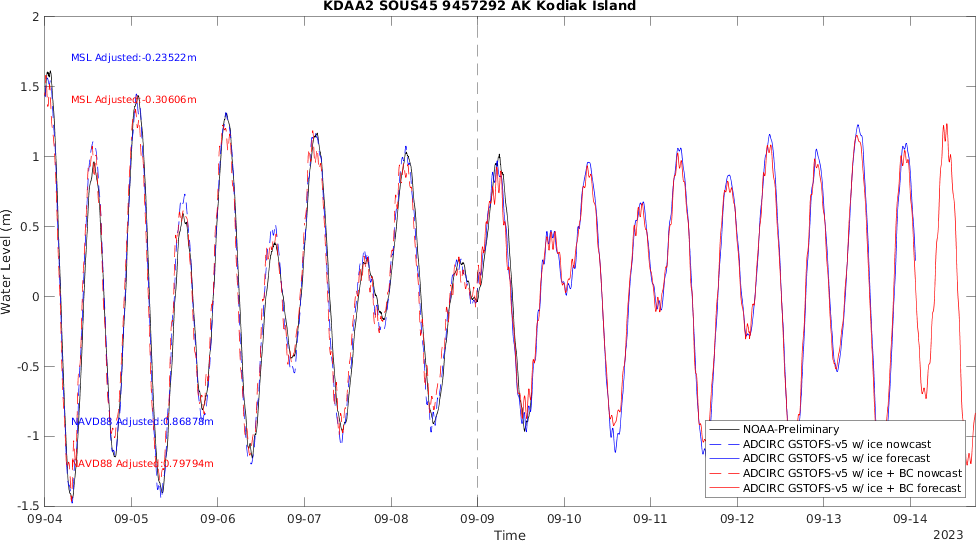 KDAA2 SOUS45 9457292 AK Kodiak Island
MSL Adjusted:-0.23522m
MSL Adjusted:-0.30606m
NAVD88 Adjusted:0.86878m
NAVD88 Adjusted:0.79794m
Water Level (m)
2
1.5
1
0.5
0
-0.5
-1
-1.5
NOAA-Preliminary
ADCIRC GSTOFS-v5 w/ ice nowcast
ADCIRC GSTOFS-v5 w/ ice forecast
ADCIRC GSTOFS-v5 w/ ice + BC nowcast
ADCIRC GSTOFS-v5 w/ ice + BC forecast
09-04 09-05 09-06 09-07 09-08 09-09 09-10 09-11 09-12 09-13 09-14
Time
2023